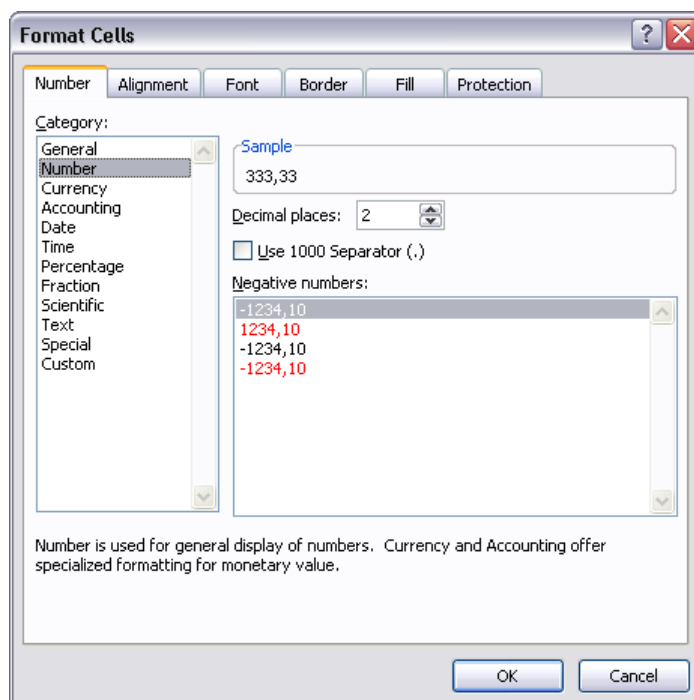 Format Cells
Number Alignment Font Border Fill Protection
Category:
General
Number
Currency
Accounting
Date
Time
Percentage
Fraction
Scientific
Text
Special
Custom
Sample
333,33
Decimal places: 2
Use 1000 Separator (.)
Negative numbers:
-1234,10
1234,10
-1234,10
-1234,10
Number is used for general display of numbers. Currency and Accounting offer
specialized formatting for monetary value.
OK Cancel